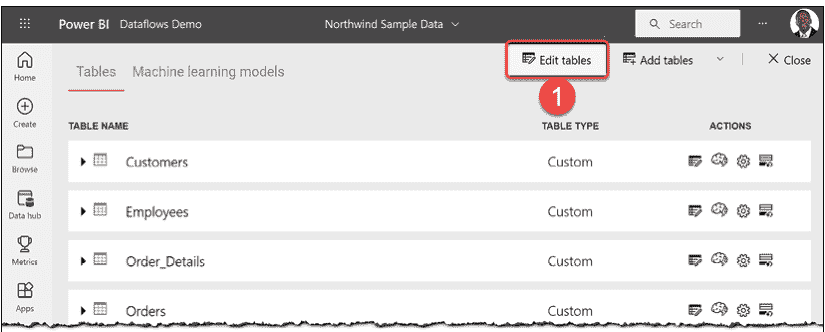 Power BI Dataflows Demo Northwind Sample Data Search ...
Home
Create
Browse
Data hub
Metrics
Apps
Tables Machine learning models Edit tables Add tables Close
1
TABLE NAME TABLE TYPE ACTIONS
Customers Custom
Employees Custom
Order_Details Custom
Orders Custom